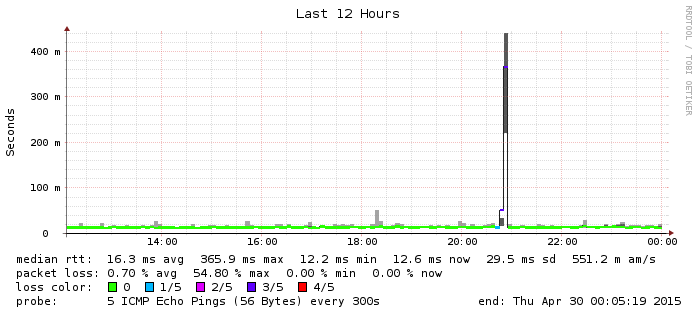 Last 12 Hours
RRDTOOL / TOBI OETIKER
Seconds
400 m
300 m
200 m
100 m
0
14:00 16:00 18:00 20:00 22:00 00:00
median rtt: 16.3 ms avg 365.9 ms max 12.2 ms min 12.6 ms now 29.5 ms sd 551.2 m am/s
packet loss: 0.70 % avg 54.80 % max 0.00 % min 0.00 % now
loss color: 0 1/5 2/5 3/5 4/5
probe: 5 ICMP Echo Pings (56 Bytes) every 300s end: Thu Apr 30 00:05:19 2015